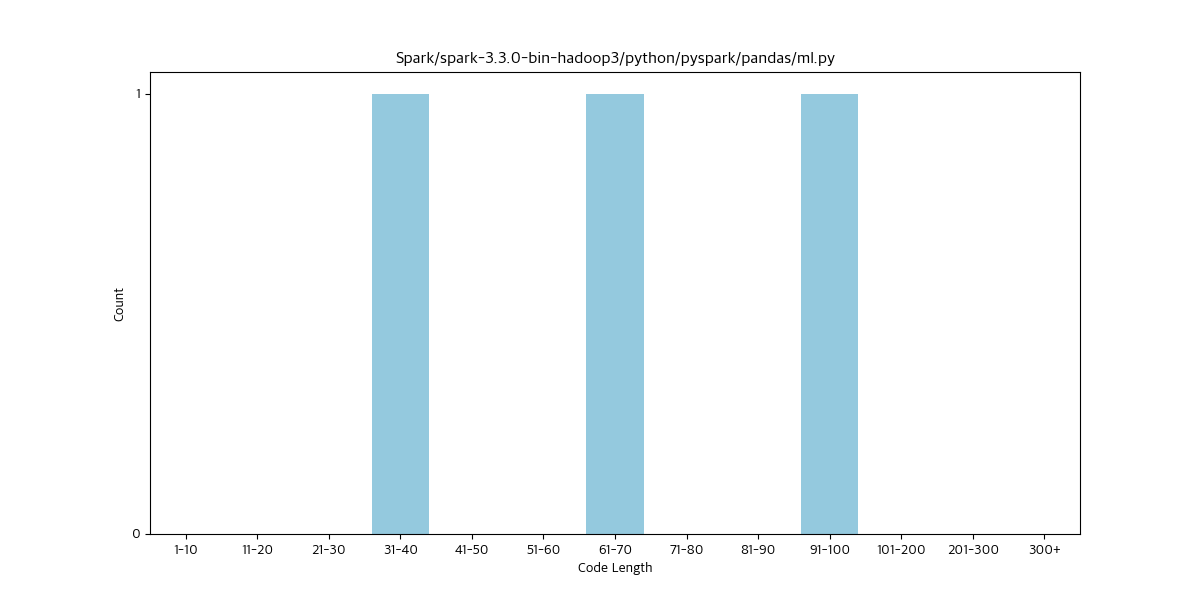 Spark/spark-3.3.0-bin-hadoop3/python/pyspark/pandas/ml.py
1
Count
0
1-10 11-20 21-30 31-40 41-50 51-60 61-70 71-80 81-90 91-100 101-200 201-300 300+
Code Length